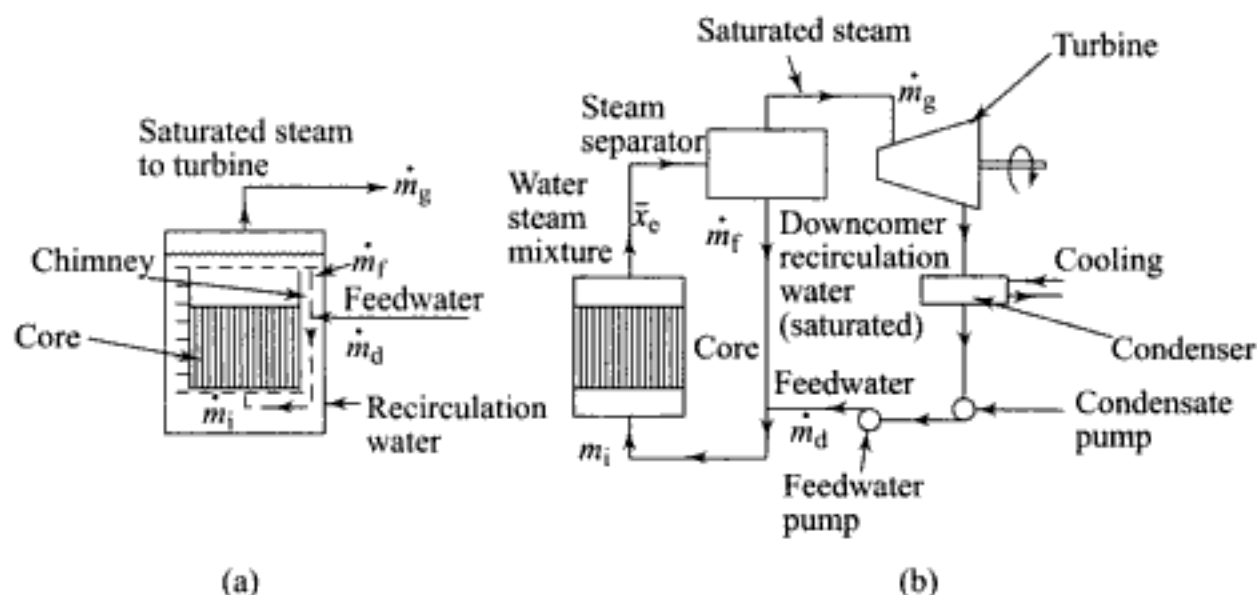 Saturated steam
to turbine
ṁg
Chimney
ṁf
Feedwater
Core
ṁd
ṁi
Recirculation
water
(a)
Saturated steam
Turbine
ṁg
Steam
separator
Water
steam
mixture
x̄e
ṁf
Downcomer
recirculation
water
(saturated)
Cooling
Core
Condenser
Feedwater
ṁd
Condensate
pump
mi
Feedwater
pump
(b)